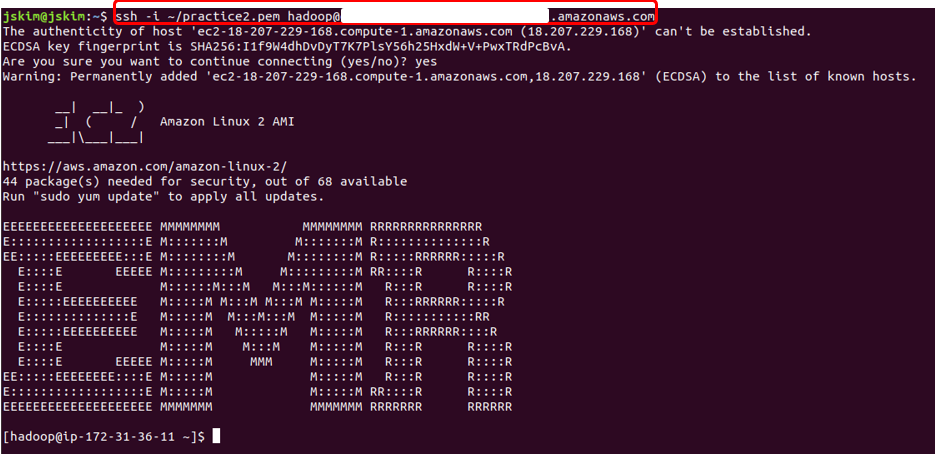 jskim@jskim:~$ ssh -i ~/practice2.pem hadoop@ .amazonaws.com
The authenticity of host 'ec2-18-207-229-168.compute-1.amazonaws.com (18.207.229.168)' can't be established.
ECDSA key fingerprint is SHA256:I1f9W4dhDvDyT7K7PlsY56h25HxdW+V+PwxTRdPcBvA.
Are you sure you want to continue connecting (yes/no)? yes
Warning: Permanently added 'ec2-18-207-229-168.compute-1.amazonaws.com,18.207.229.168' (ECDSA) to the list of known hosts.

       __|  __|_  )
       _|  (     /   Amazon Linux 2 AMI
      ___|\___|___|

https://aws.amazon.com/amazon-linux-2/
44 package(s) needed for security, out of 68 available
Run "sudo yum update" to apply all updates.

EEEEEEEEEEEEEEEEEEEE MMMMMMMM           MMMMMMMM RRRRRRRRRRRRRRR
E::::::::::::::::::E M:::::::M         M:::::::M R::::::::::::::R
EE:::::EEEEEEEEE:::E M::::::::M       M::::::::M R:::::RRRRRR:::::R
  E::::E       EEEEE M:::::::::M     M:::::::::M RR::::R      R::::R
  E::::E             M::::::M:::M   M:::M::::::M   R:::R      R::::R
  E:::::EEEEEEEEEE   M:::::M M:::M M:::M M:::::M   R:::RRRRRR:::::R
  E::::::::::::::E   M:::::M  M:::M:::M  M:::::M   R:::::::::::RR
  E:::::EEEEEEEEEE   M:::::M   M:::::M   M:::::M   R:::RRRRRR::::R
  E::::E             M:::::M    M:::M    M:::::M   R:::R      R::::R
  E::::E       EEEEE M:::::M     MMM     M:::::M   R:::R      R::::R
EE:::::EEEEEEEE::::E M:::::M             M:::::M   R:::R      R::::R
E::::::::::::::::::E M:::::M             M:::::M RR::::R      R::::R
EEEEEEEEEEEEEEEEEEEE MMMMMMM             MMMMMMM RRRRRRR      RRRRRR

[hadoop@ip-172-31-36-11 ~]$